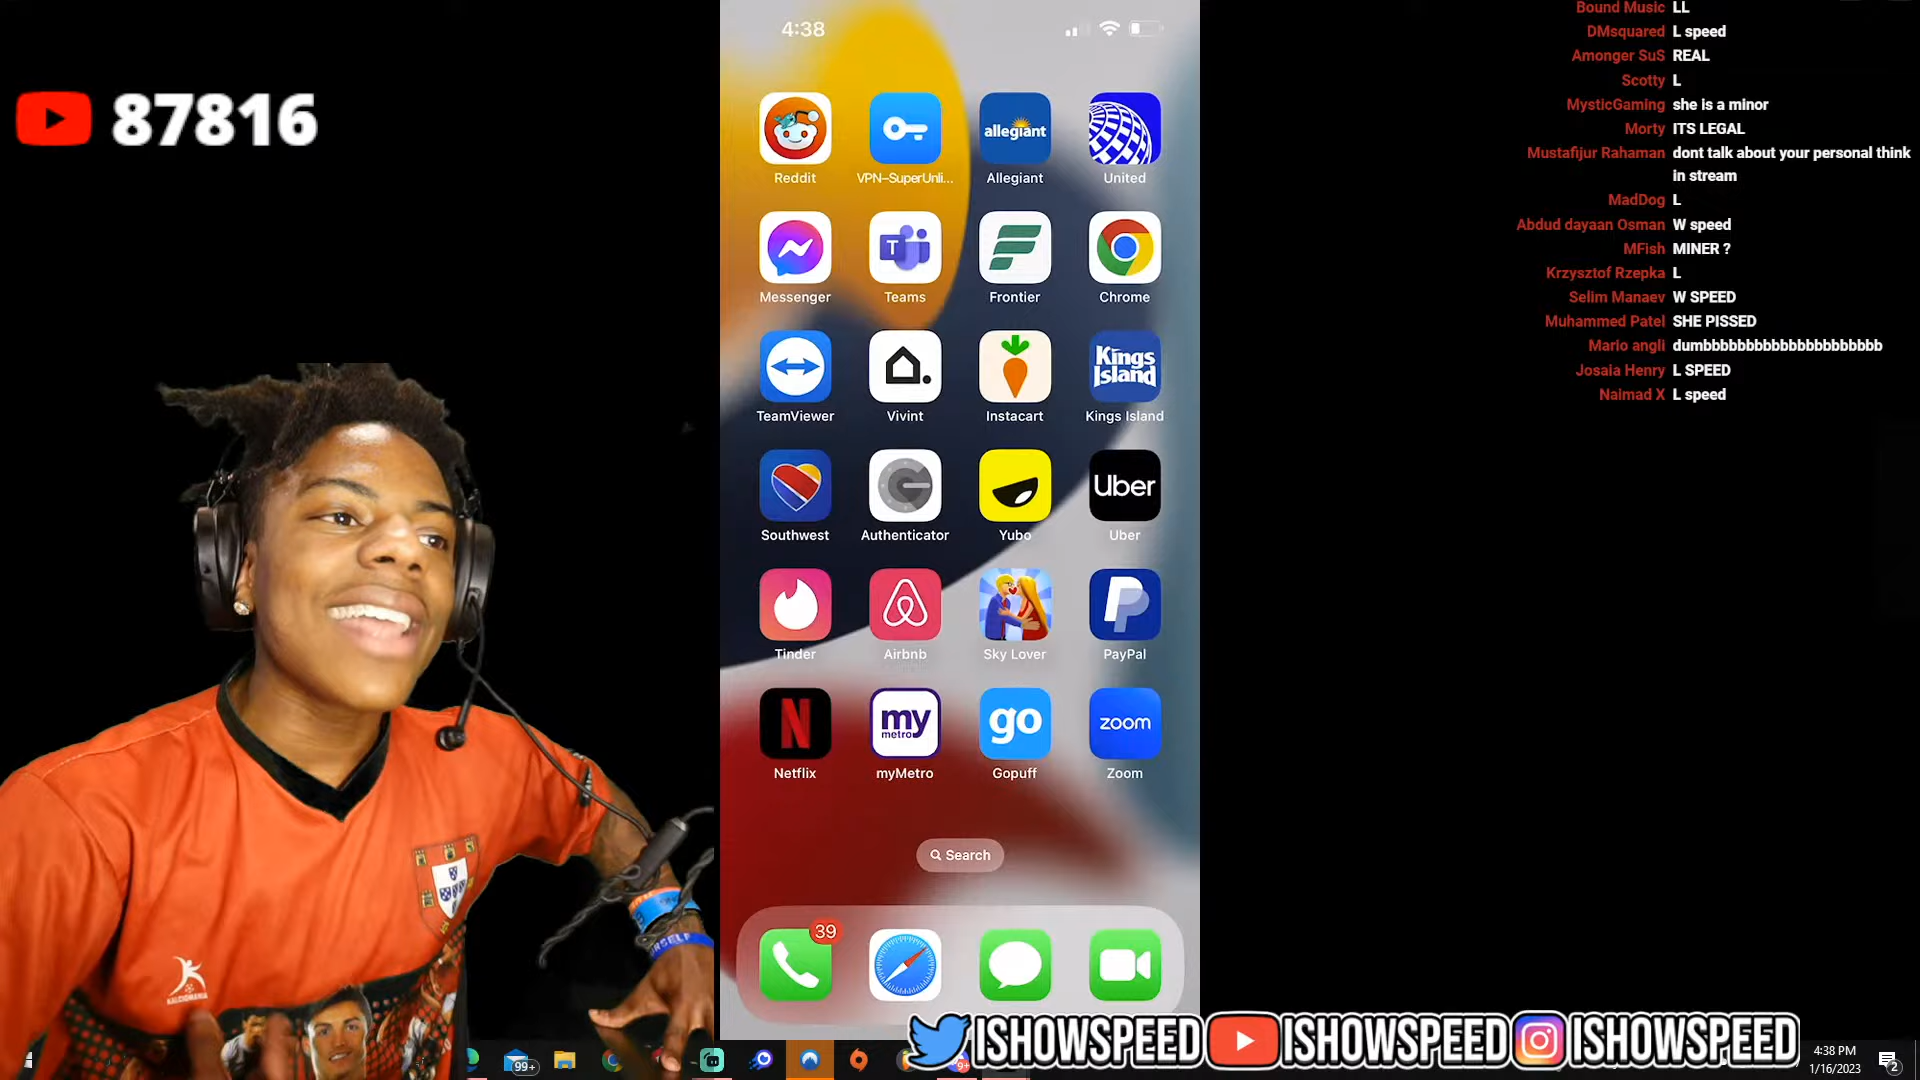 87816
4:38
Reddit
VPN-SuperUnli...
allegiant
Allegiant
United
Messenger
T
Teams
Frontier
Chrome
TeamViewer
Vivint
Instacart
Kings
Island
Kings Island
Southwest
Authenticator
Yubo
Uber
Uber
Tinder
Airbnb
Sky Lover
PayPal
Netflix
my
metro
myMetro
go
Gopuff
zoom
Zoom
Search
39
Bound Music LL
DMsquared L speed
Amonger SuS REAL
Scotty L
MysticGaming she is a minor
Morty ITS LEGAL
Mustafijur Rahaman dont talk about your personal think
in stream
MadDog L
Abdud dayaan Osman W speed
MFish MINER ?
Krzysztof Rzepka L
Selim Manaev W SPEED
Muhammed Patel SHE PISSED
Mario angli dumbbbbbbbbbbbbbbbbbbbbb
Josaia Henry L SPEED
Naimad X L speed
ISHOWSPEED ISHOWSPEED ISHOWSPEED
99+
9+
4:38 PM
1/16/2023
2